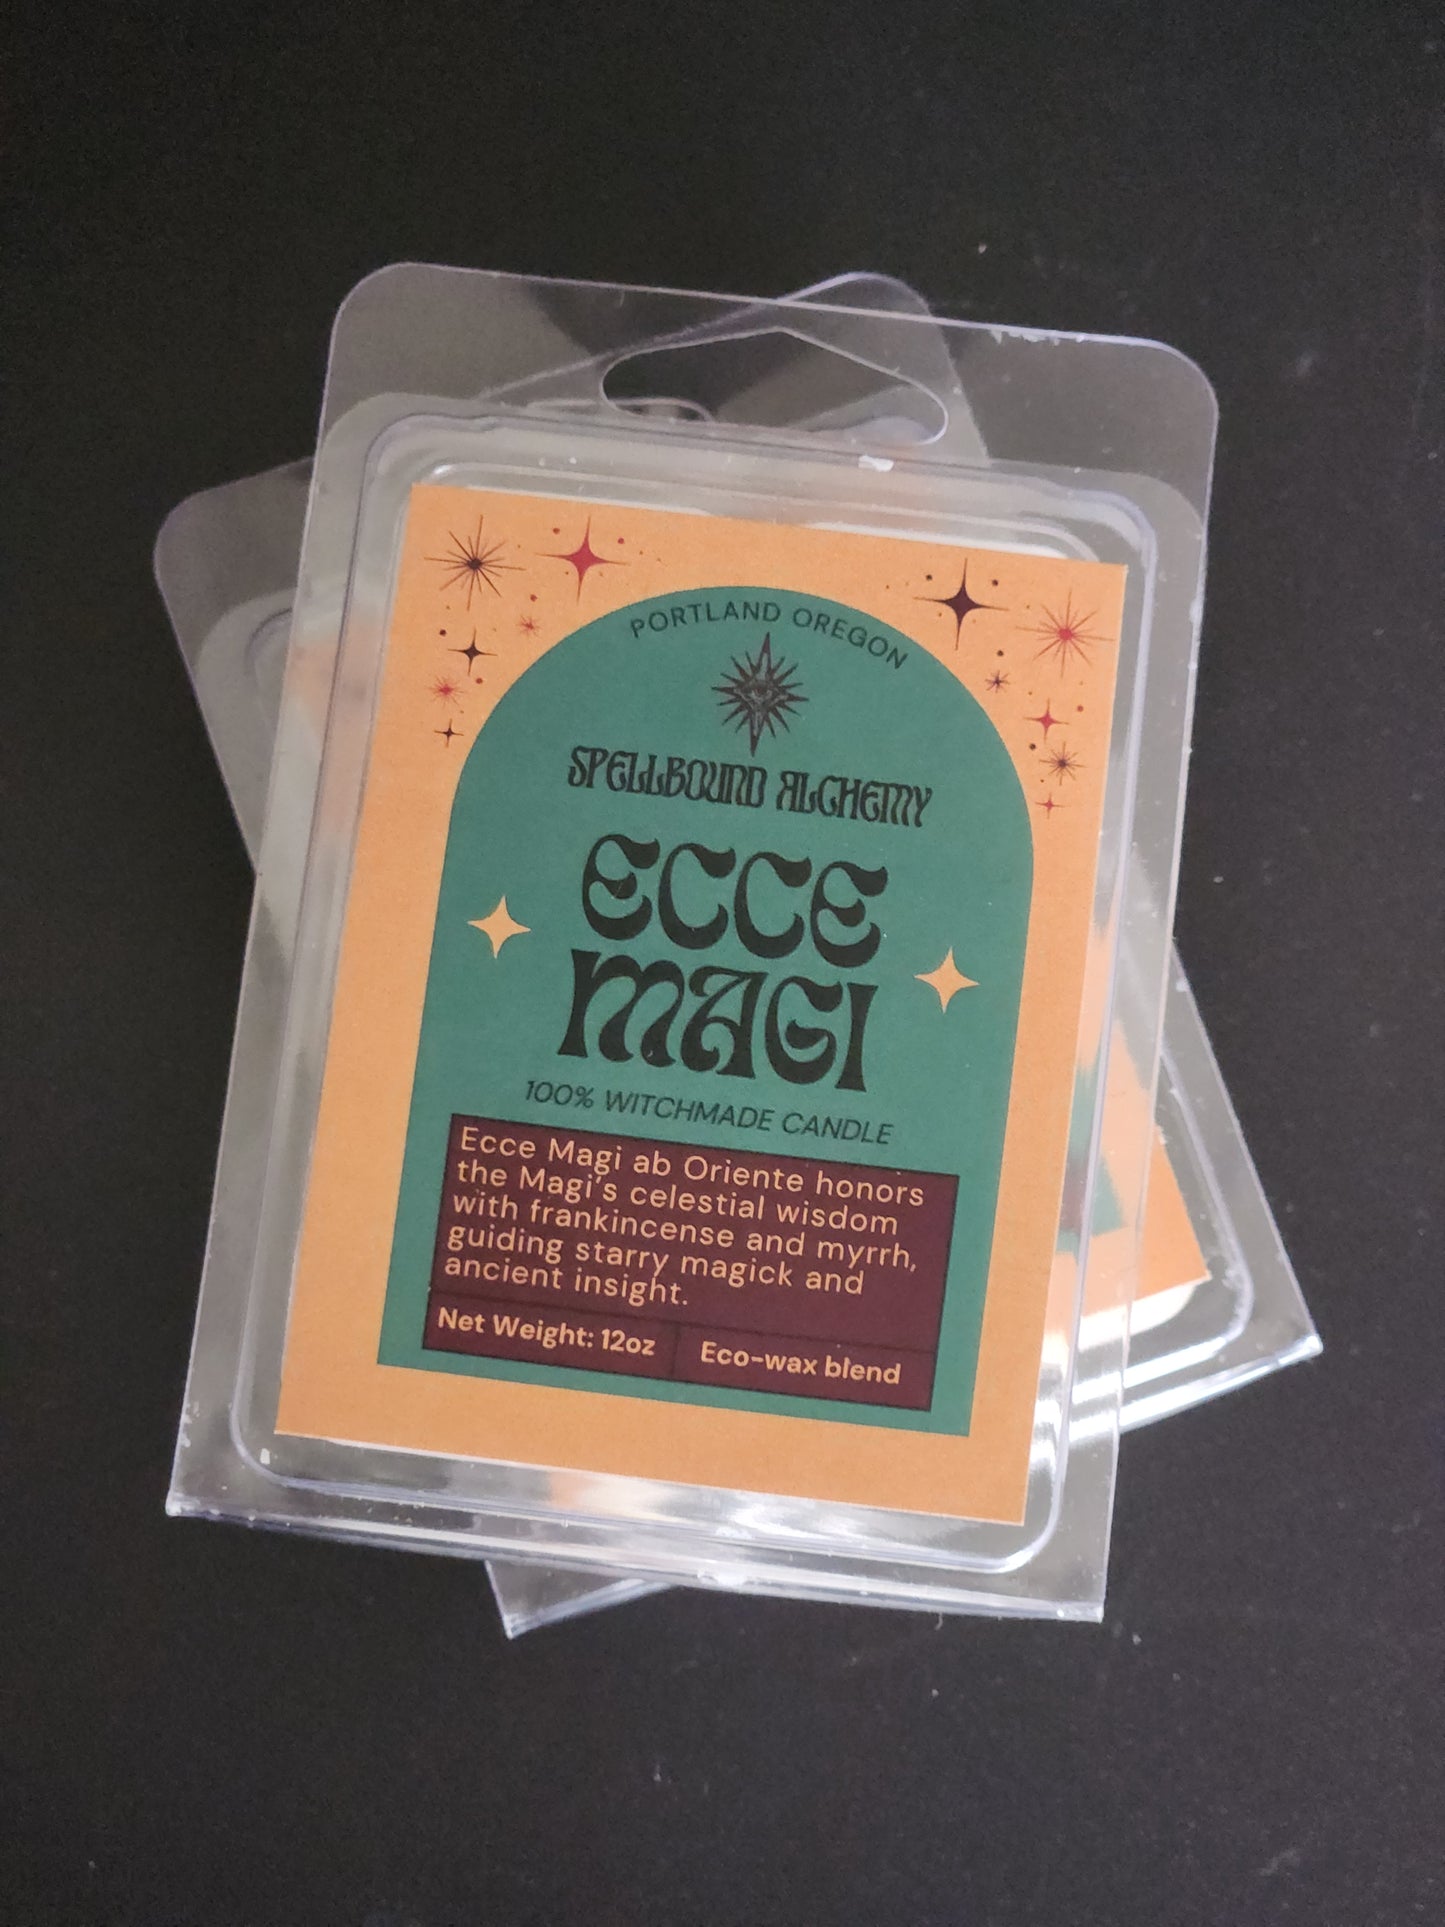 PORTLAND OREGON
SPELLBOUND ALCHEMY
ECCE
MAGI
100% WITCHMADE CANDLE
Ecce Magi ab Oriente honors
the Magi's celestial wisdom
with frankincense and myrrh,
guiding starry magick and
ancient insight.
Net Weight: 12oz
Eco-wax blend